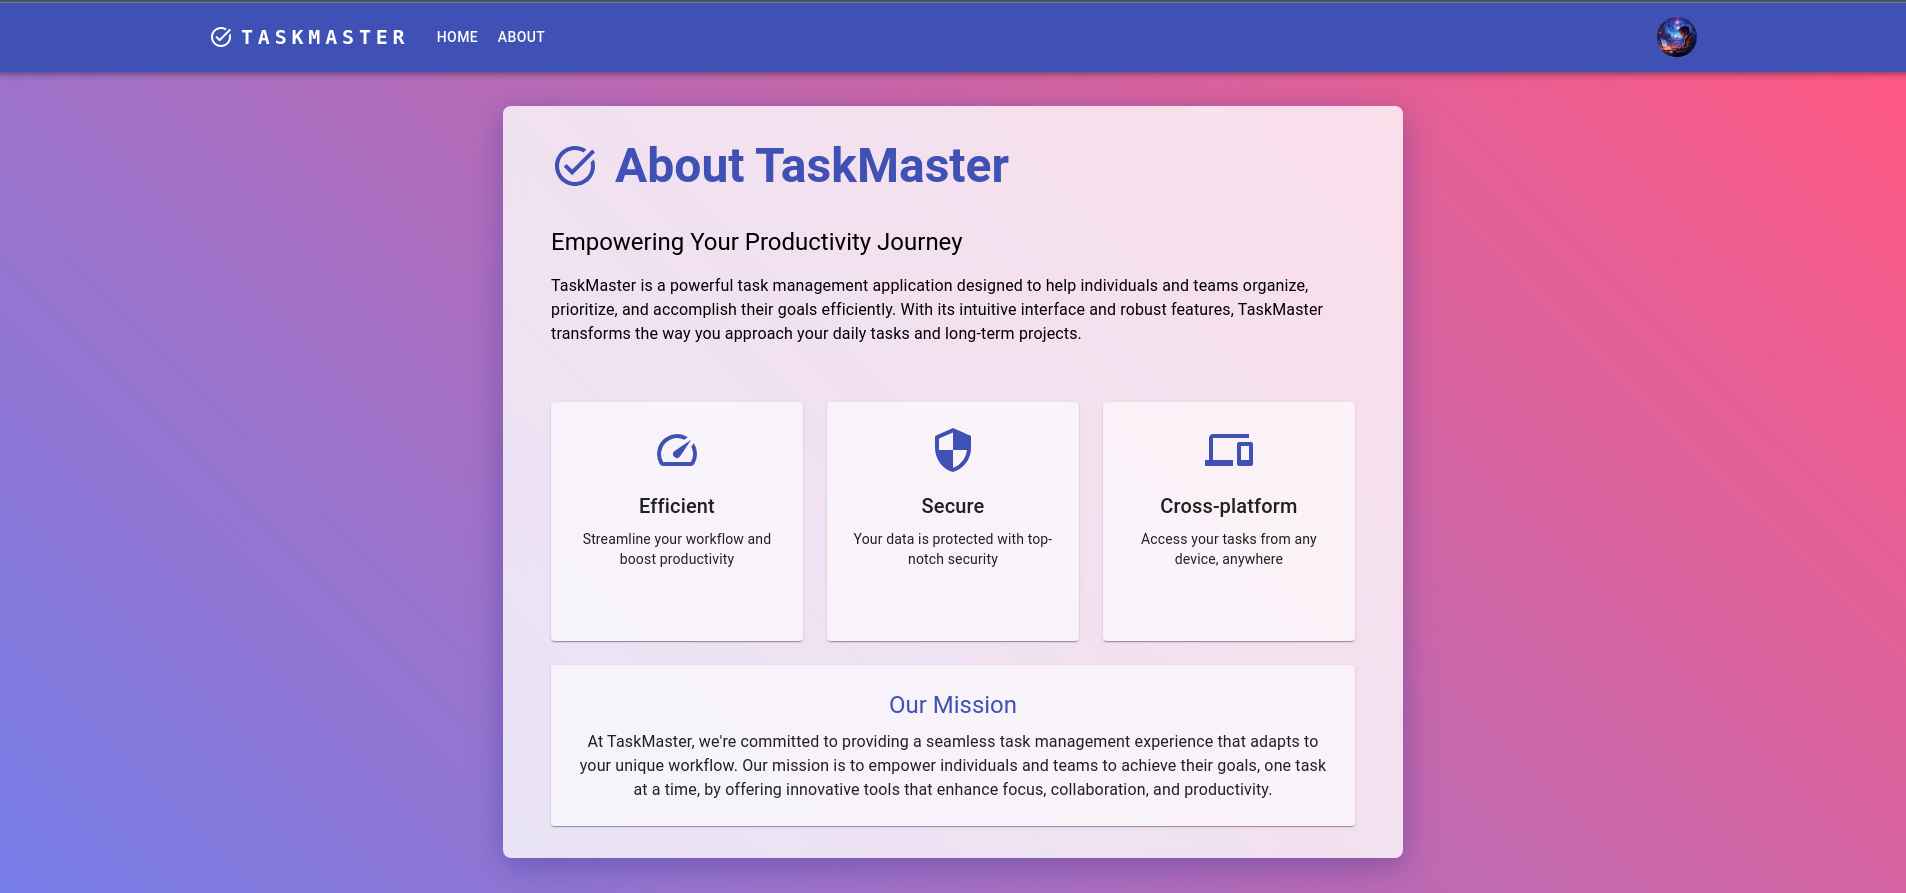 TASKMASTER HOME ABOUT
About TaskMaster
Empowering Your Productivity Journey
TaskMaster is a powerful task management application designed to help individuals and teams organize,
prioritize, and accomplish their goals efficiently. With its intuitive interface and robust features, TaskMaster
transforms the way you approach your daily tasks and long-term projects.
Efficient
Streamline your workflow and
boost productivity
Secure
Your data is protected with top-
notch security
Cross-platform
Access your tasks from any
device, anywhere
Our Mission
At TaskMaster, we're committed to providing a seamless task management experience that adapts to
your unique workflow. Our mission is to empower individuals and teams to achieve their goals, one task
at a time, by offering innovative tools that enhance focus, collaboration, and productivity.